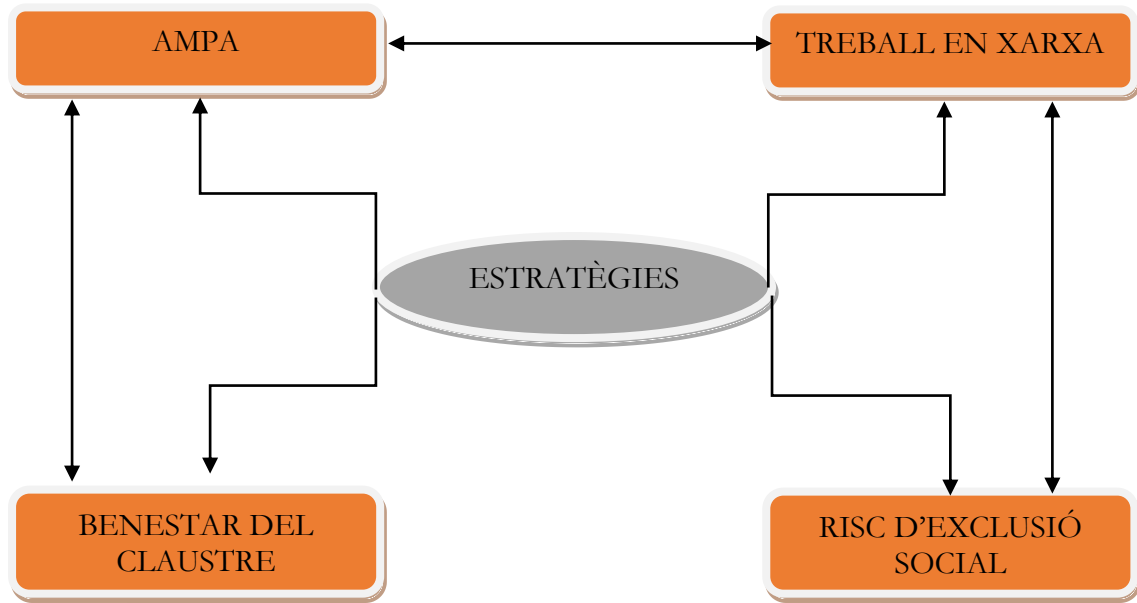 AMPA
TREBALL EN XARXA
ESTRATÈGIES
BENESTAR DEL
CLAUSTRE
RISC D’EXCLUSIÓ
SOCIAL